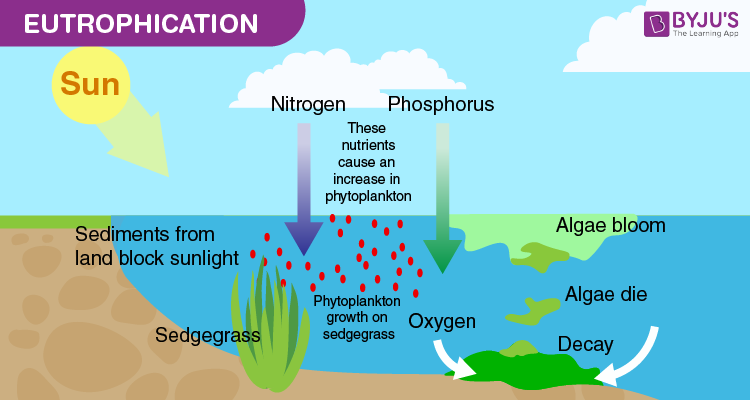 EUTROPHICATION
BYJU'S
The Learning App
Sun
Nitrogen
Phosphorus
These
nutrients
cause an
increase in
phytoplankton
Sediments from
land block sunlight
Algae bloom
Algae die
Phytoplankton
growth on
sedgegrass
Oxygen
Sedgegrass
Decay